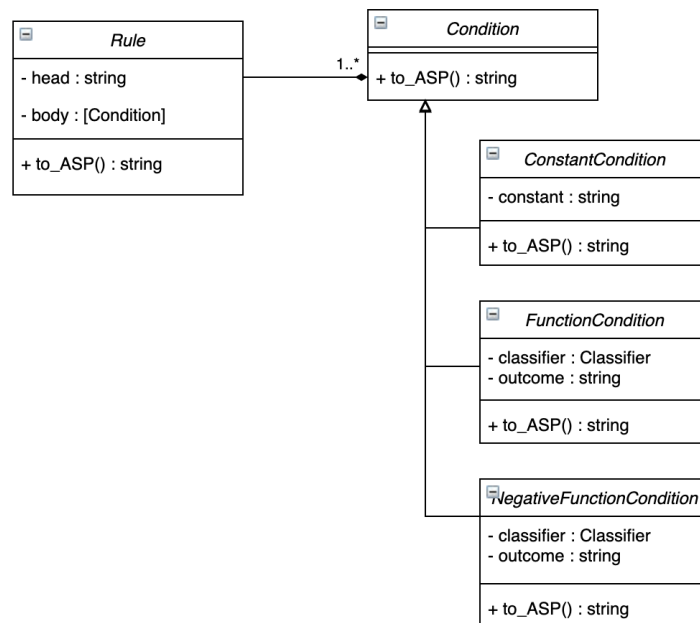 Rule
- head : string
- body : [Condition]
+ to_ASP() : string
1..*
Condition
+ to_ASP() : string
ConstantCondition
- constant : string
+ to_ASP() : string
FunctionCondition
- classifier : Classifier
- outcome : string
+ to_ASP() : string
NegativeFunctionCondition
- classifier : Classifier
- outcome : string
+ to_ASP() : string